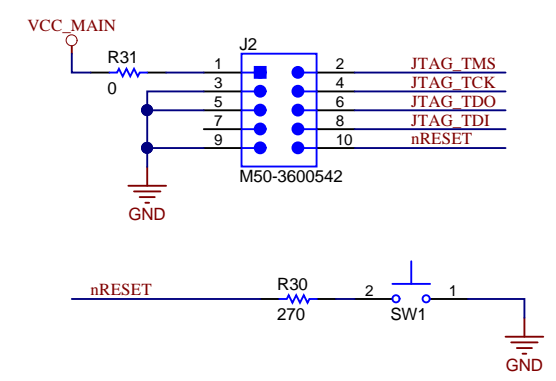 VCC_MAIN
R31
0
J2
1 2 JTAG_TMS
3 4 JTAG_TCK
5 6 JTAG_TDO
7 8 JTAG_TDI
9 10 nRESET
M50-3600542
GND
nRESET
R30
270
2 1
SW1
GND